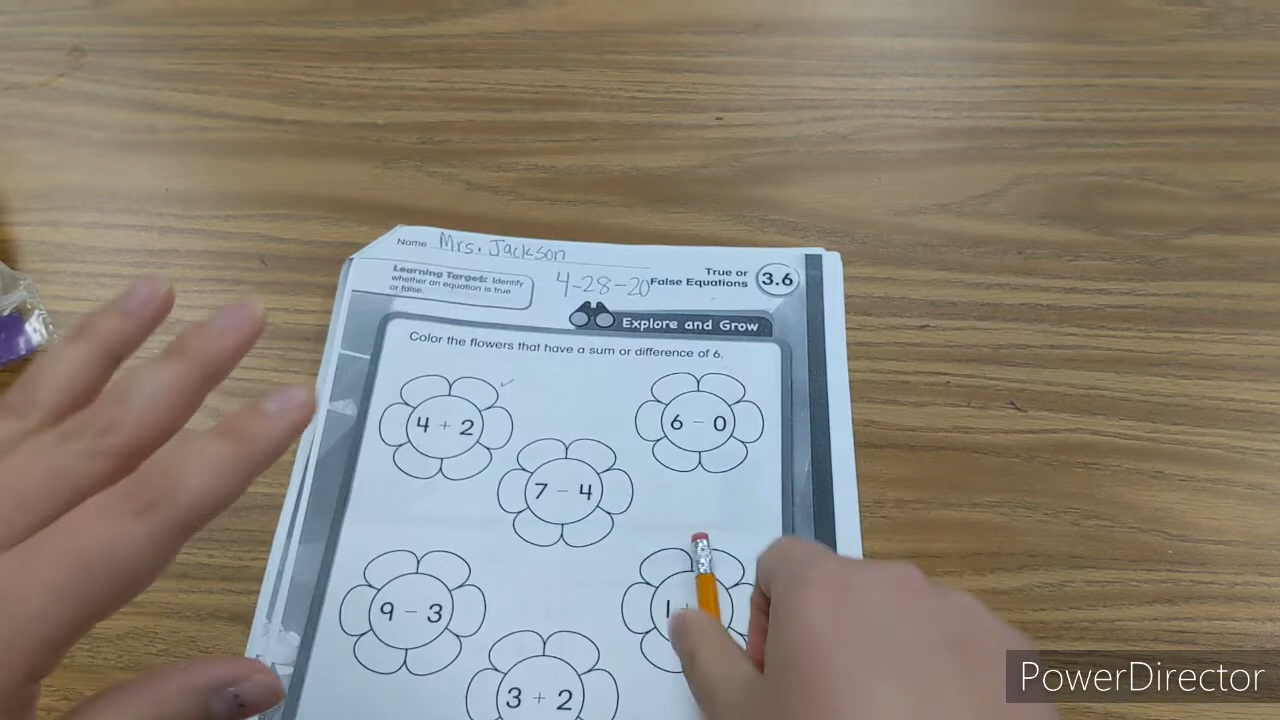 Name Mrs. Jackson
Learning Target: Identify
whether an equation is true
or false.
4-28-20
True or
False Equations
3.6
Explore and Grow
Color the flowers that have a sum or difference of 6.
4 + 2
6 - 0
7 - 4
9 - 3
1 +
3 + 2
PowerDirector